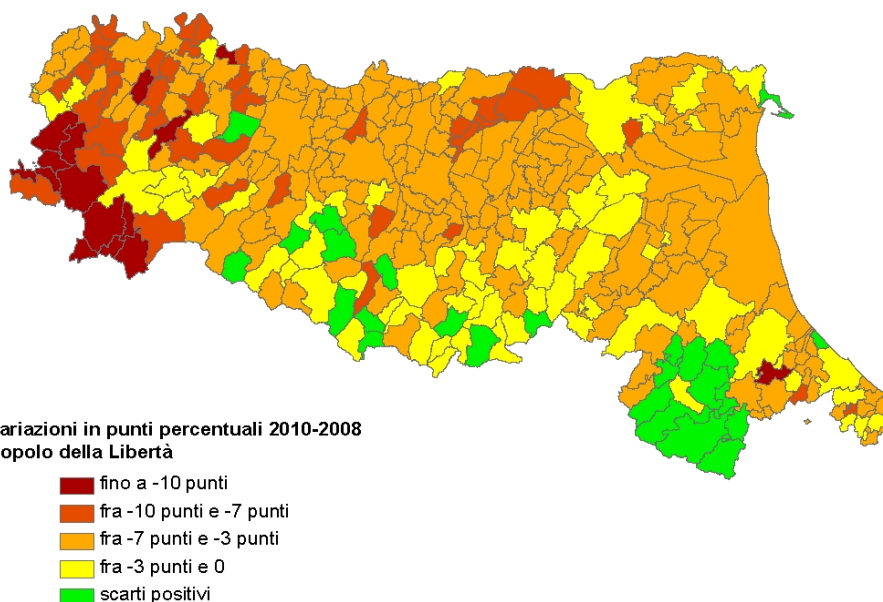 ariazioni in punti percentuali 2010-2008
opolo della Libertà
fino a -10 punti
fra -10 punti e -7 punti
fra -7 punti e -3 punti
fra -3 punti e 0
scarti positivi